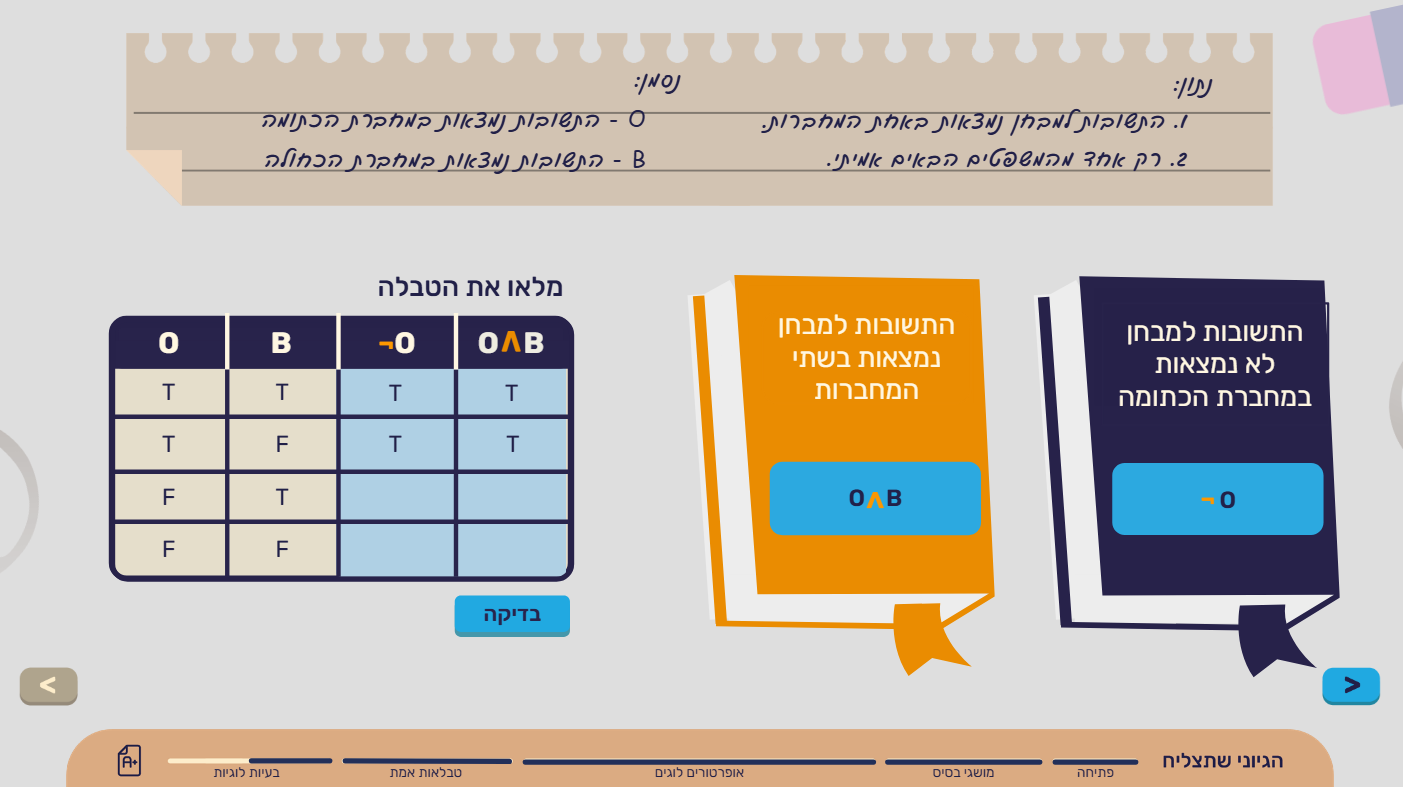 נתון:
1. התשובות למבחן נמצאות באחת המחברות.
2. רק אחד מהמשפטים הבאים אמיתי.
נסמן:
O - התשובות נמצאות במחברת הכתומה
B - התשובות נמצאות במחברת הכחולה
התשובות למבחן
לא נמצאות
במחברת הכתומה
¬O
התשובות למבחן
נמצאות בשתי
המחברות
O∧B
מלאו את הטבלה
O B ¬O O∧B
T T T T
T F T T
F T
F F
בדיקה
<
>
הגיוני שתצליח
פתיחה
מושגי בסיס
אופרטורים לוגים
טבלאות אמת
בעיות לוגיות
A+